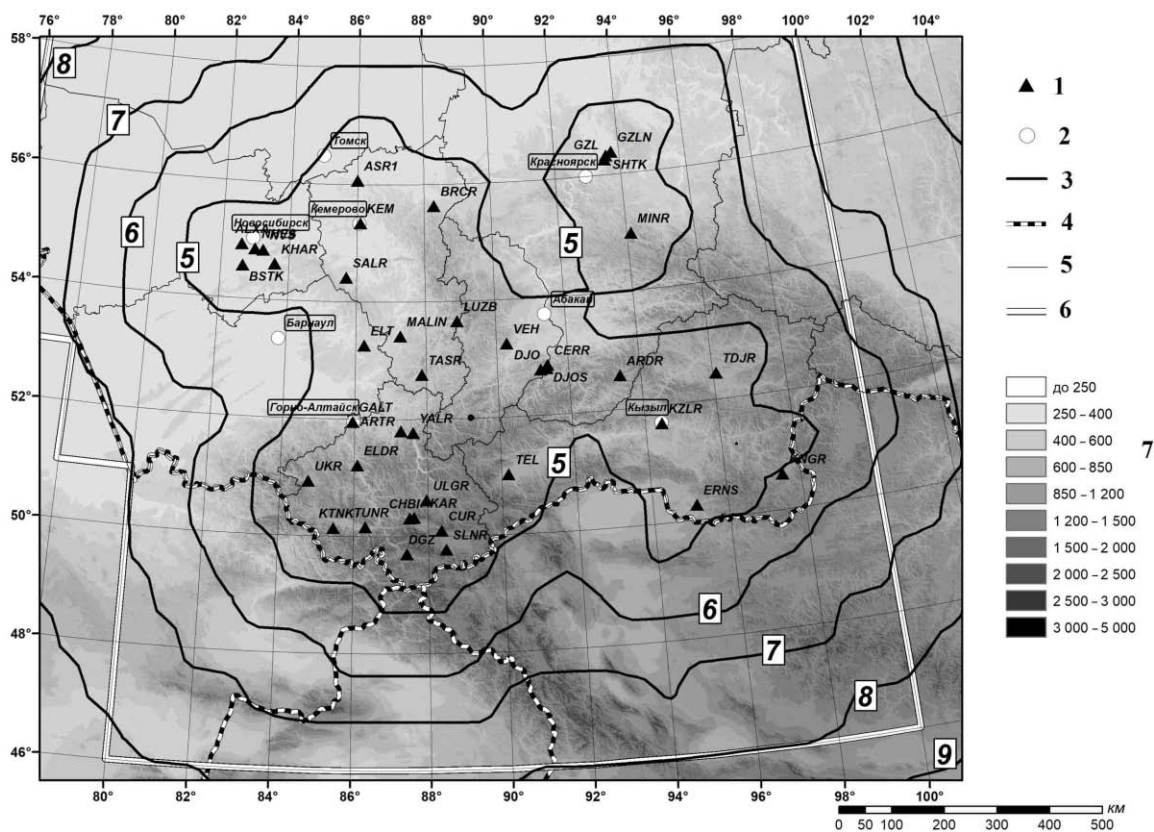 76° 78° 80° 82° 84° 86° 88° 90° 92° 94° 96° 98° 100° 102° 104°
58°
8
7
1
2
Томск
GZL
GZLN
56°
Красноярск
SHTK
ASR1
3
BRCR
Кемерово
KEM
Новосибирск
MINR
4
6
5
5
KHAR
5
BSTK
SALR
54°
Абакан
6
LUZB
Барнаул
ELT
MALIN
VEH
DJO
CERR
TASR
DJOS
ARDR
TDJR
до 250
52°
250 – 400
Горно-Алтайск
GALT
Кызыл
KZLR
ARTR
YALR
400 – 600
7
ELDR
5
UKR
TEL
600 – 850
ULGR
ERNS
850 – 1 200
50°
KTNK
TUNR
CHBI
KAR
CUR
1 200 – 1 500
DGZ
SLNR
1 500 – 2 000
2 000 – 2 500
6
2 500 – 3 000
48°
7
3 000 – 5 000
8
46°
9
80° 82° 84° 86° 88° 90° 92° 94° 96° 98° 100°
км
0 50 100 200 300 400 500